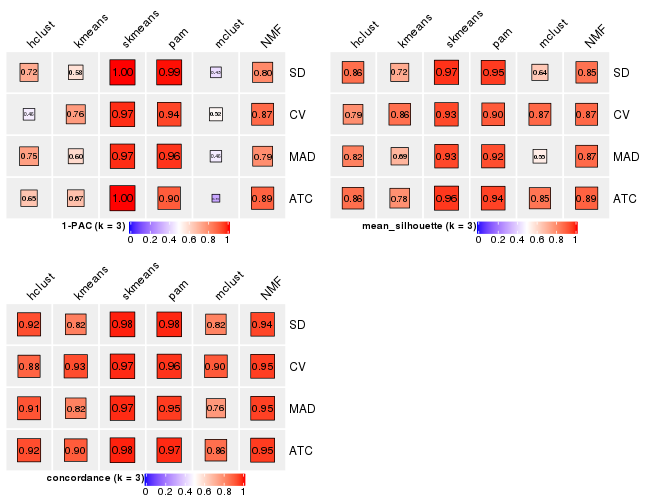 hclust kmeans skmeans pam mclust NMF
0.72 0.58 1.00 0.99 0.80 SD
0.76 0.97 0.94 0.52 0.87 CV
0.75 0.60 0.97 0.96 0.79 MAD
0.65 0.67 1.00 0.90 0.89 ATC
1-PAC (k = 3)
0 0.2 0.4 0.6 0.8 1
hclust kmeans skmeans pam mclust NMF
0.86 0.72 0.97 0.95 0.64 0.85 SD
0.79 0.86 0.93 0.90 0.87 0.87 CV
0.82 0.69 0.93 0.92 0.87 MAD
0.86 0.78 0.96 0.94 0.85 0.89 ATC
mean_silhouette (k = 3)
0 0.2 0.4 0.6 0.8 1
hclust kmeans skmeans pam mclust NMF
0.92 0.82 0.98 0.98 0.82 0.94 SD
0.88 0.93 0.97 0.96 0.90 0.95 CV
0.91 0.82 0.97 0.95 0.76 0.95 MAD
0.92 0.90 0.98 0.97 0.86 0.95 ATC
concordance (k = 3)
0 0.2 0.4 0.6 0.8 1